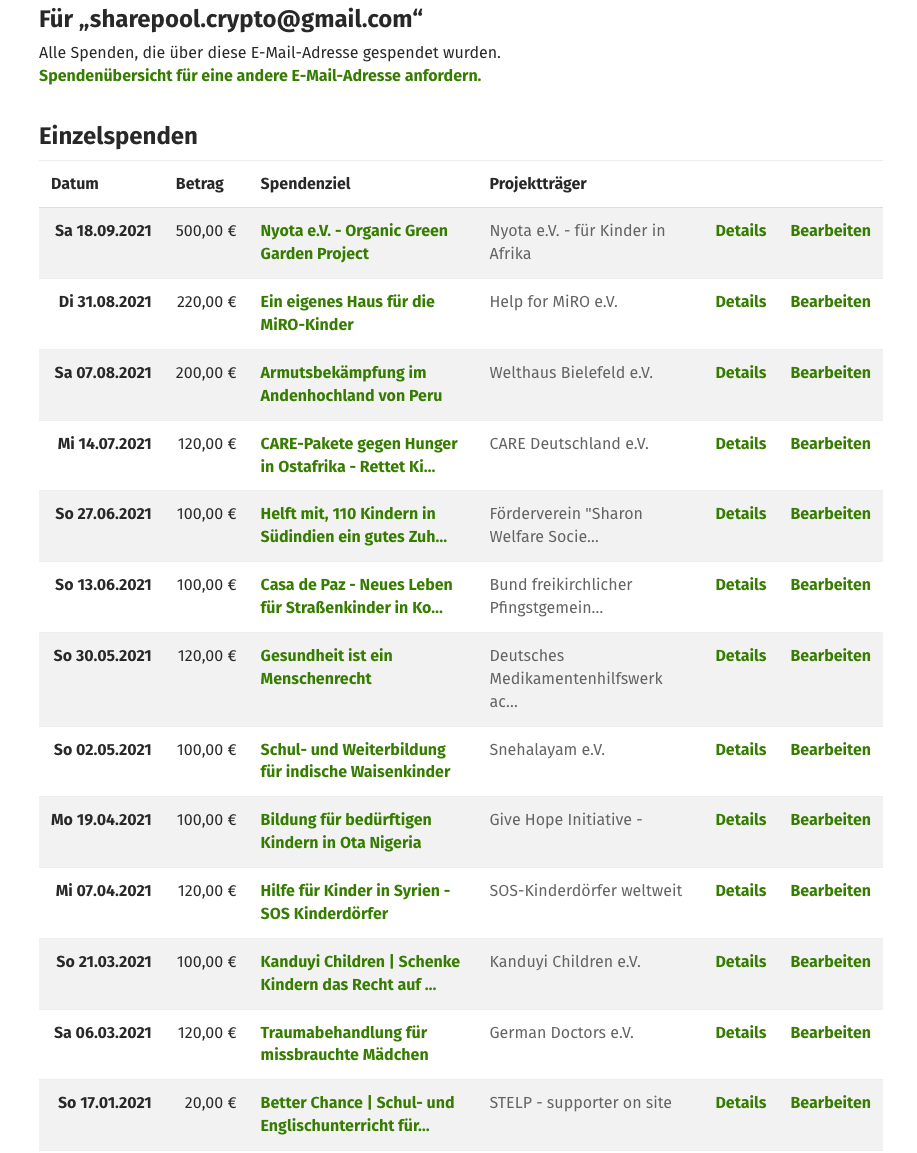 Für „sharepool.crypto@gmail.com“
Alle Spenden, die über diese E-Mail-Adresse gespendet wurden.
Spendenübersicht für eine andere E-Mail-Adresse anfordern.
Einzelspenden
Datum Betrag Spendenziel Projektträger
Sa 18.09.2021 500,00 € Nyota e.V. - Organic Green Nyota e.V. - für Kinder in Details Bearbeiten
Garden Project Afrika
Di 31.08.2021 220,00 € Ein eigenes Haus für die Help for MiRO e.V. Details Bearbeiten
MiRO-Kinder
Sa 07.08.2021 200,00 € Armutsbekämpfung im Welthaus Bielefeld e.V. Details Bearbeiten
Andenhochland von Peru
Mi 14.07.2021 120,00 € CARE-Pakete gegen Hunger CARE Deutschland e.V. Details Bearbeiten
in Ostafrika - Rettet Ki...
So 27.06.2021 100,00 € Helft mit, 110 Kindern in Förderverein "Sharon Details Bearbeiten
Südindien ein gutes Zuh... Welfare Socie...
So 13.06.2021 100,00 € Casa de Paz - Neues Leben Bund freikirchlicher Details Bearbeiten
für Straßenkinder in Ko... Pfingstgemein...
So 30.05.2021 120,00 € Gesundheit ist ein Deutsches Details Bearbeiten
Menschenrecht Medikamentenhilfswerk
ac...
So 02.05.2021 100,00 € Schul- und Weiterbildung Snehalayam e.V. Details Bearbeiten
für indische Waisenkinder
Mo 19.04.2021 100,00 € Bildung für bedürftigen Give Hope Initiative - Details Bearbeiten
Kindern in Ota Nigeria
Mi 07.04.2021 120,00 € Hilfe für Kinder in Syrien - SOS-Kinderdörfer weltweit Details Bearbeiten
SOS Kinderdörfer
So 21.03.2021 100,00 € Kanduyi Children | Schenke Kanduyi Children e.V. Details Bearbeiten
Kindern das Recht auf ...
Sa 06.03.2021 120,00 € Traumabehandlung für German Doctors e.V. Details Bearbeiten
missbrauchte Mädchen
So 17.01.2021 20,00 € Better Chance | Schul- und STELP - supporter on site Details Bearbeiten
Englischunterricht für...